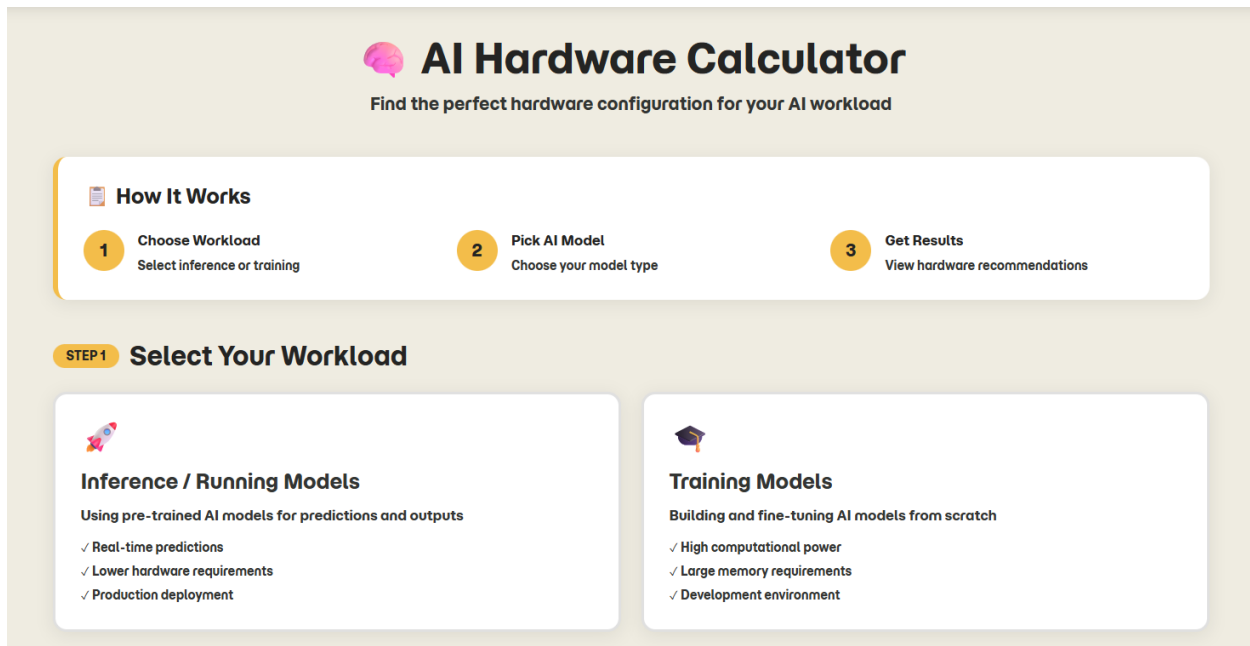 AI Hardware Calculator
Find the perfect hardware configuration for your AI workload
How It Works
1
Choose Workload
Select inference or training
2
Pick AI Model
Choose your model type
3
Get Results
View hardware recommendations
STEP 1
Select Your Workload
Inference / Running Models
Using pre-trained AI models for predictions and outputs
✓ Real-time predictions
✓ Lower hardware requirements
✓ Production deployment
Training Models
Building and fine-tuning AI models from scratch
✓ High computational power
✓ Large memory requirements
✓ Development environment